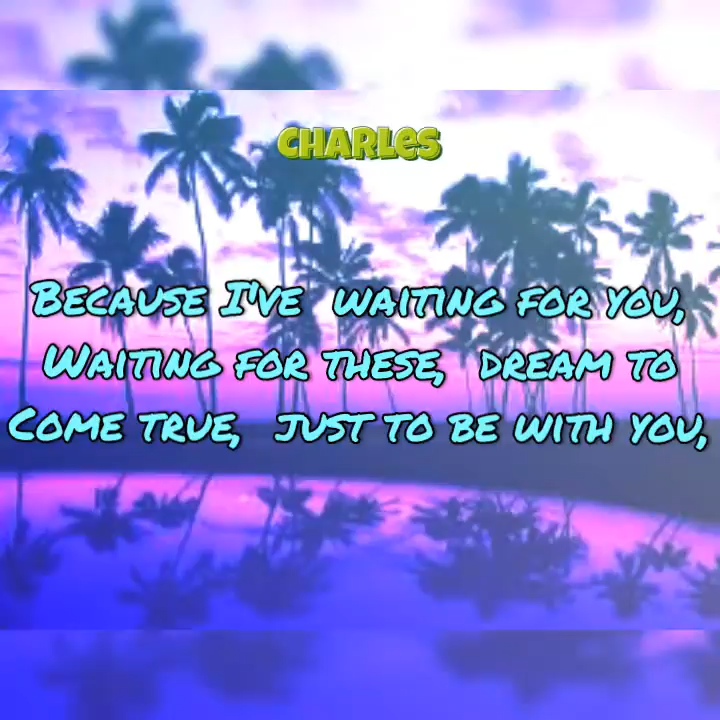 CHARLES
BECAUSE I'VE WAITING FOR YOU,
WAITING FOR THESE, DREAM TO
COME TRUE, JUST TO BE WITH YOU,